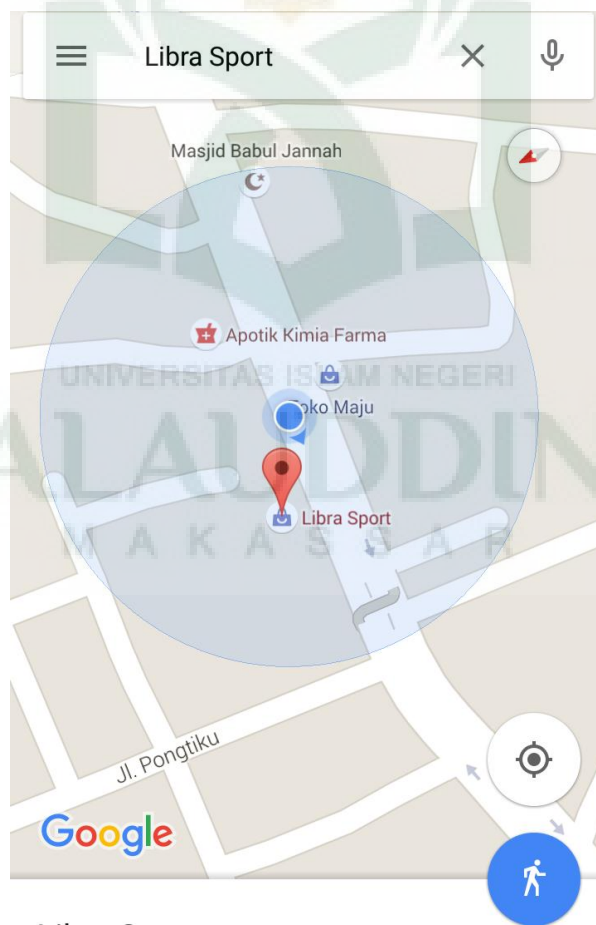 Libra Sport
Masjid Babul Jannah
Apotik Kimia Farma
UNIVERSITAS ISLAM NEGERI
Toko Maju
ALAUDDIN
Libra Sport
MAKASSAR
Jl. Pongtiku
Google